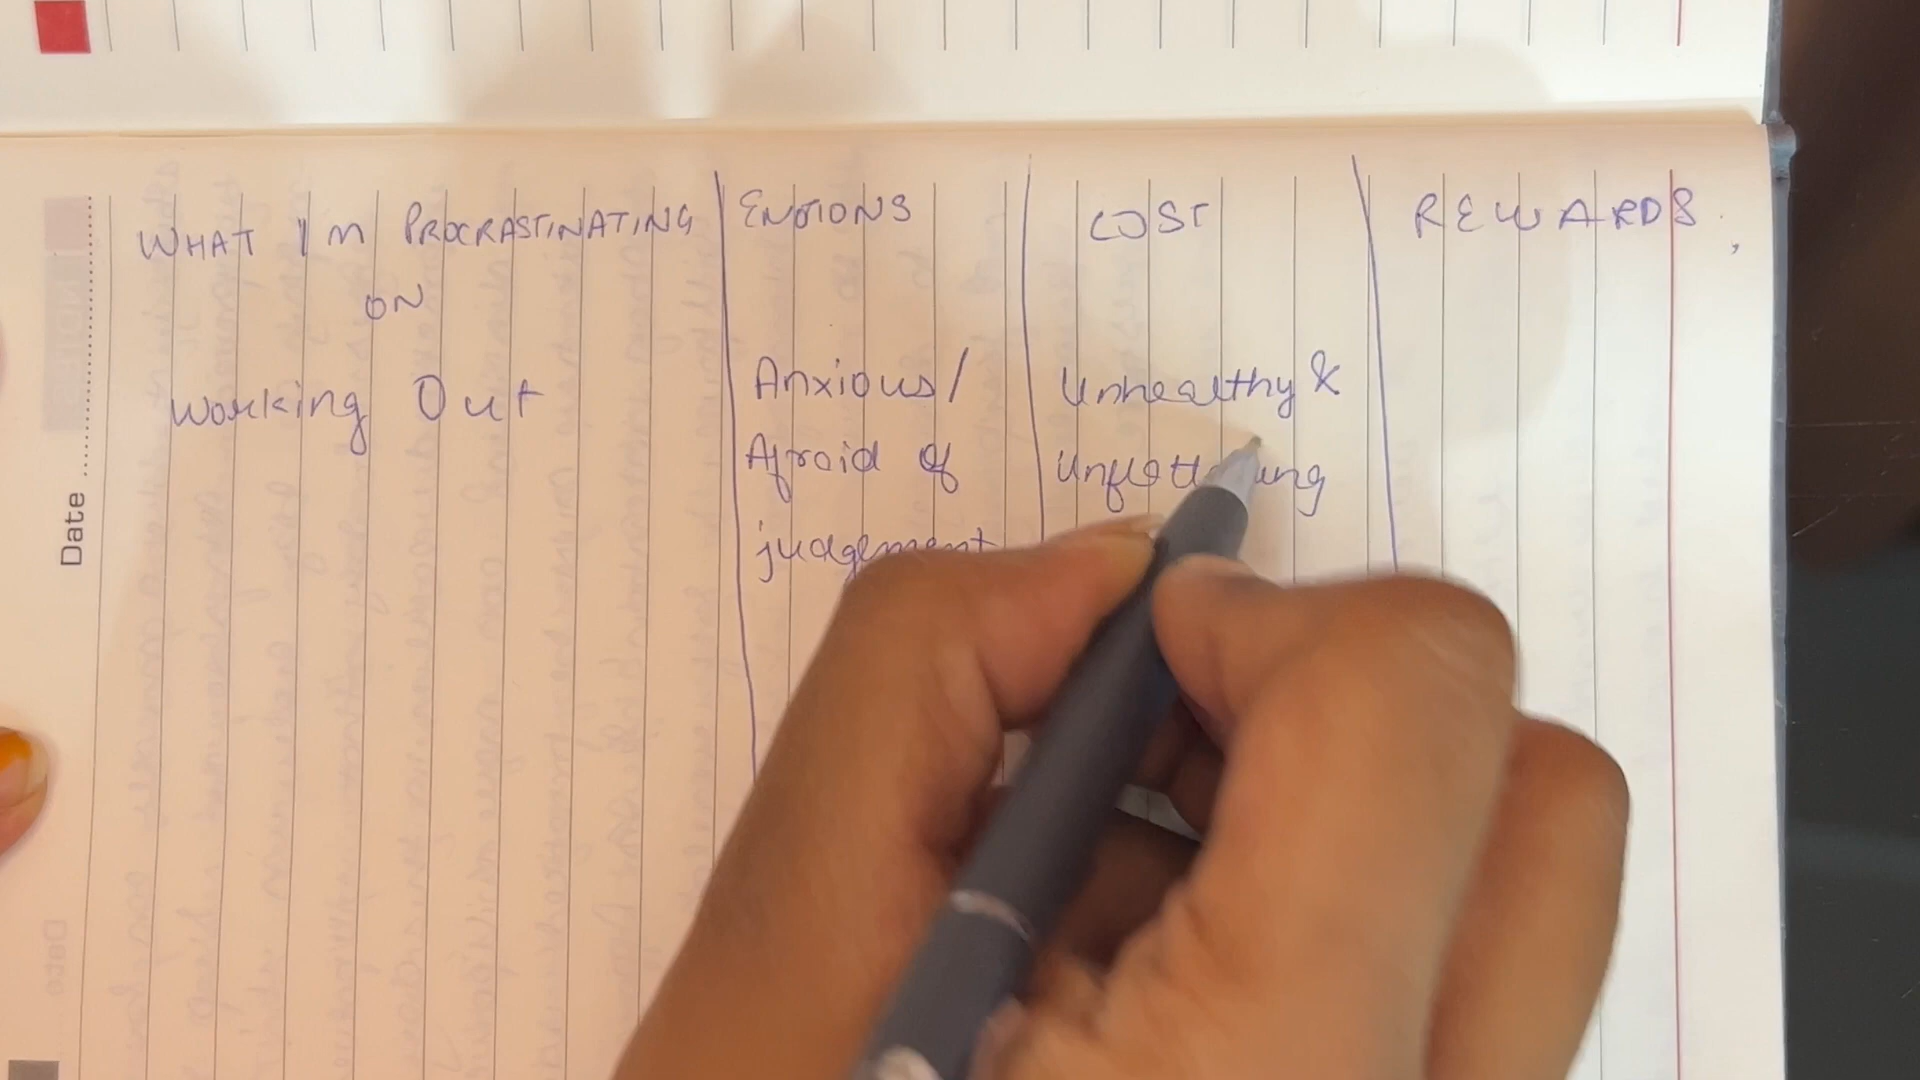 WHAT I'M PROCRASTINATING ON
EMOTIONS
COST
REWARDS
Working Out
Anxious/
Afraid of
judgement
Unhealthy &
Date